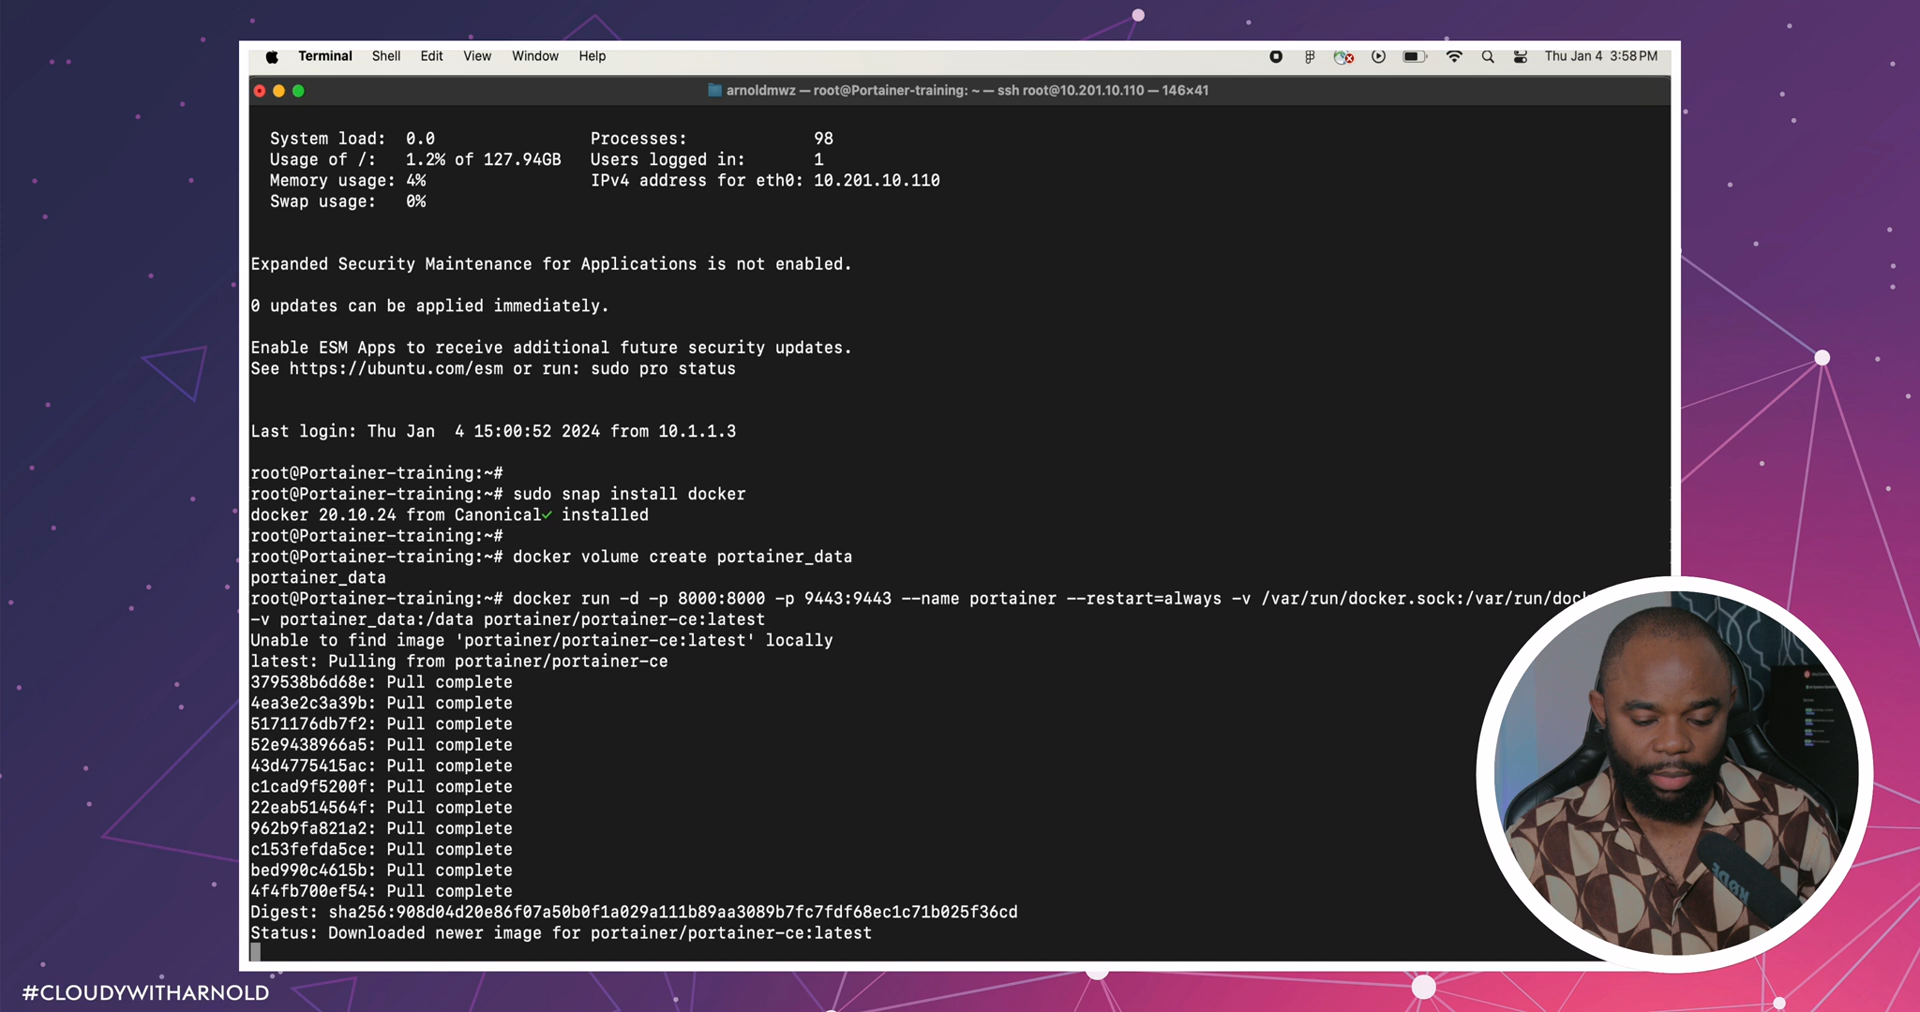 Terminal Shell Edit View Window Help Thu Jan 4 3:58 PM
arnoldmwz — root@Portainer-training: ~ — ssh root@10.201.10.110 — 146×41
System load: 0.0 Processes: 98
Usage of /: 1.2% of 127.94GB Users logged in: 1
Memory usage: 4% IPv4 address for eth0: 10.201.10.110
Swap usage: 0%
Expanded Security Maintenance for Applications is not enabled.
0 updates can be applied immediately.
Enable ESM Apps to receive additional future security updates.
See https://ubuntu.com/esm or run: sudo pro status
Last login: Thu Jan 4 15:00:52 2024 from 10.1.1.3
root@Portainer-training:~#
root@Portainer-training:~# sudo snap install docker
docker 20.10.24 from Canonical✓ installed
root@Portainer-training:~#
root@Portainer-training:~# docker volume create portainer_data
portainer_data
root@Portainer-training:~# docker run -d -p 8000:8000 -p 9443:9443 --name portainer --restart=always -v /var/run/docker.sock:/var/run/doc
-v portainer_data:/data portainer/portainer-ce:latest
Unable to find image 'portainer/portainer-ce:latest' locally
latest: Pulling from portainer/portainer-ce
379538b6d68e: Pull complete
4ea3e2c3a39b: Pull complete
5171176db7f2: Pull complete
52e9438966a5: Pull complete
43d4775415ac: Pull complete
c1cad9f5200f: Pull complete
22eab514564f: Pull complete
962b9fa821a2: Pull complete
c153fefda5ce: Pull complete
bed990c4615b: Pull complete
4f4fb700ef54: Pull complete
Digest: sha256:908d04d20e86f07a50b0f1a029a111b89aa3089b7fc7fdf68ec1c71b025f36cd
Status: Downloaded newer image for portainer/portainer-ce:latest
#CLOUDYWITHARNOLD